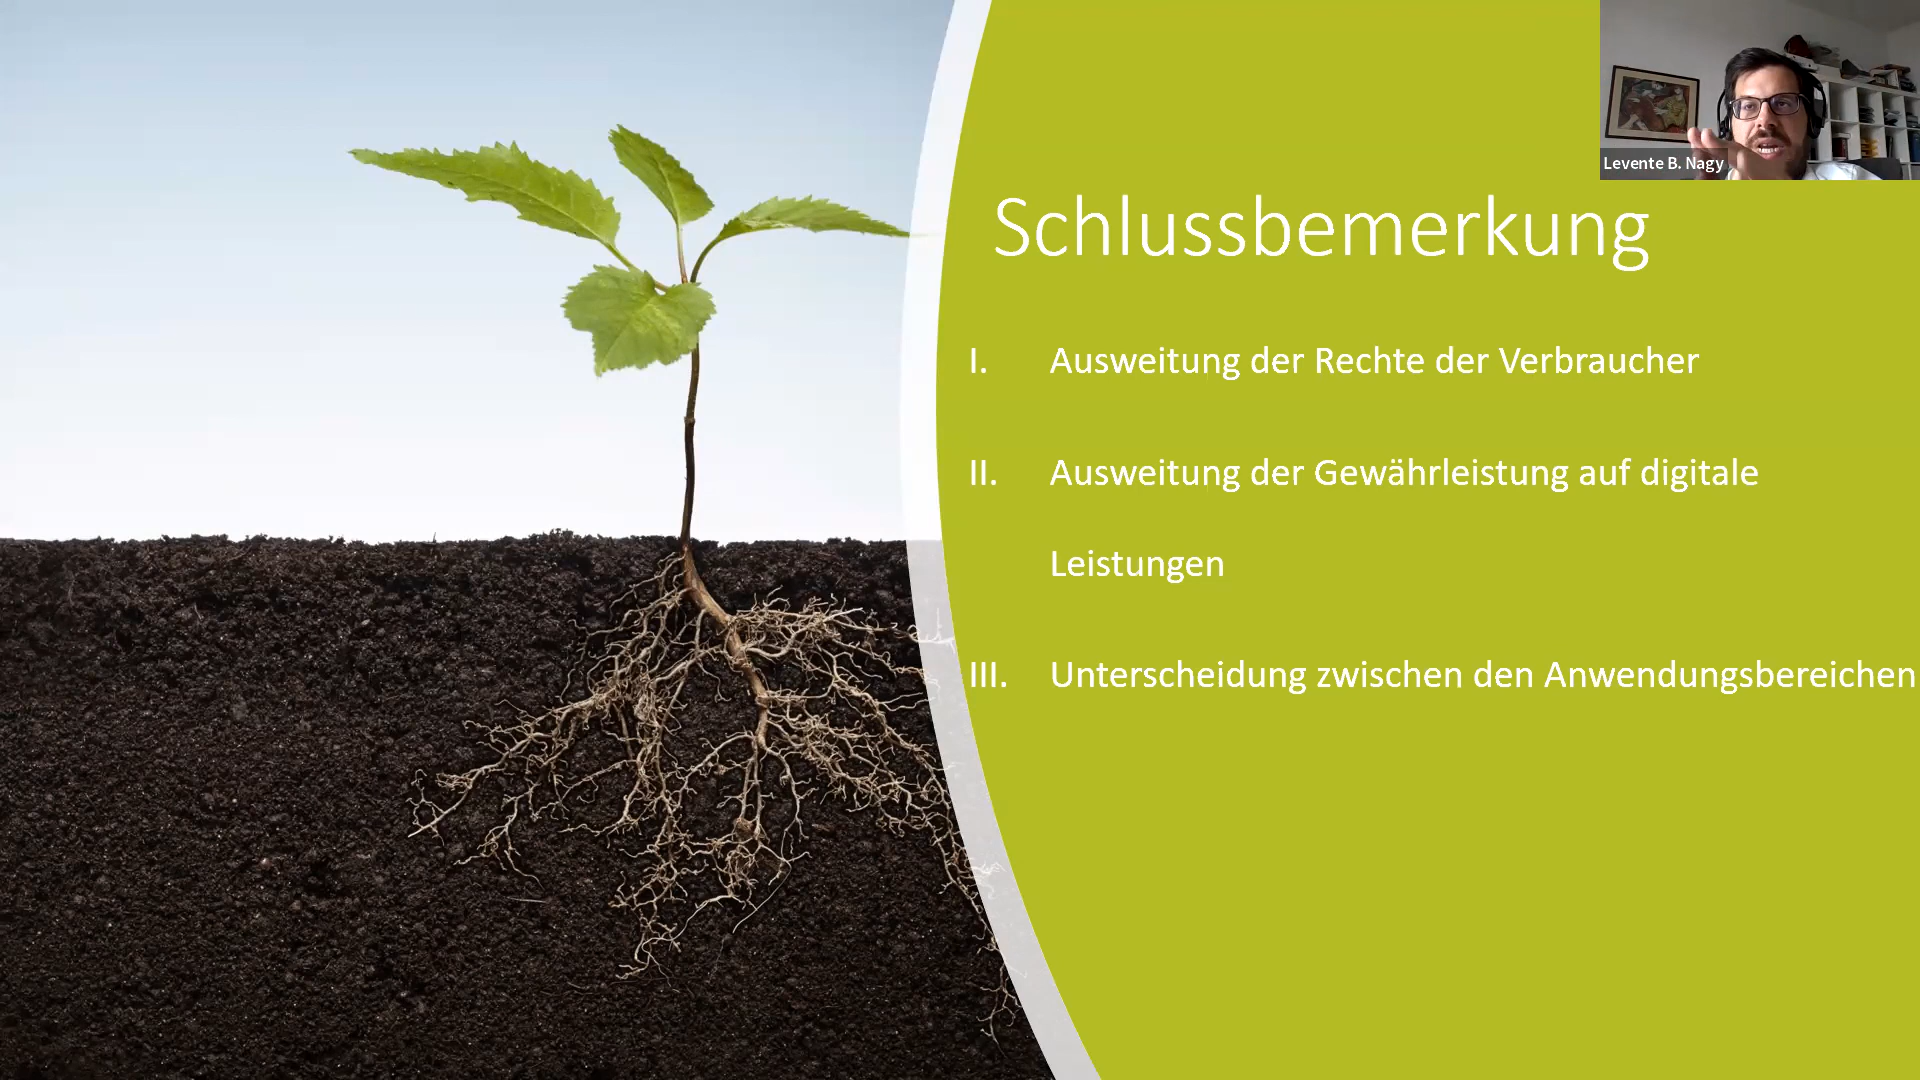 Levente B. Nagy
Schlussbemerkung
I. Ausweitung der Rechte der Verbraucher
II. Ausweitung der Gewährleistung auf digitale
Leistungen
III. Unterscheidung zwischen den Anwendungsbereichen